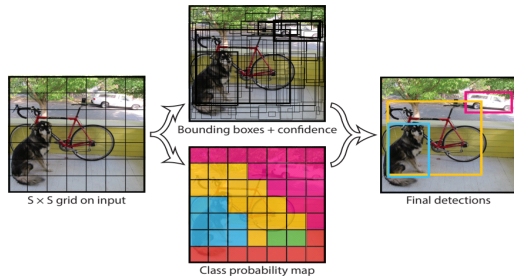 S × S grid on input
Bounding boxes + confidence
Class probability map
Final detections